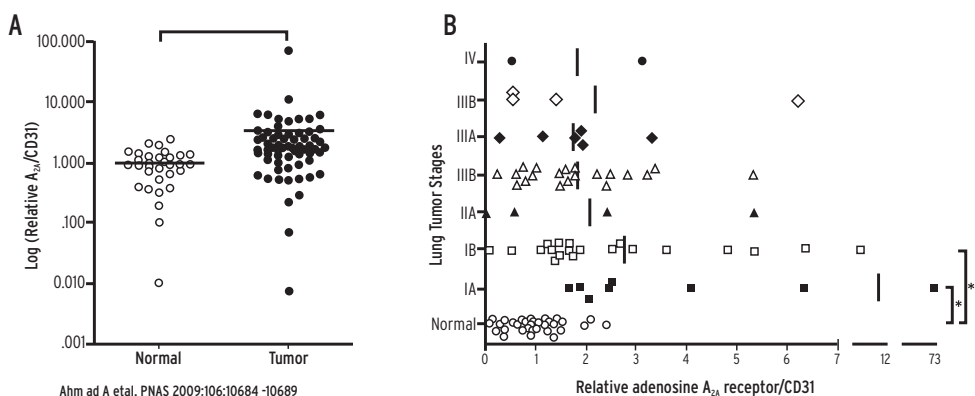 A
100.000
10.000
1.000
.100
0.010
.001
Log (Relative A2A/CD31)
Normal Tumor
Ahm ad A etal. PNAS 2009;106:10684 -10689
B
Lung Tumor Stages
IV
IIIB
IIIA
IIIB
IIA
IB
IA
Normal
*
*
0 1 2 3 4 5 6 7 12 73
Relative adenosine A2A receptor/CD31